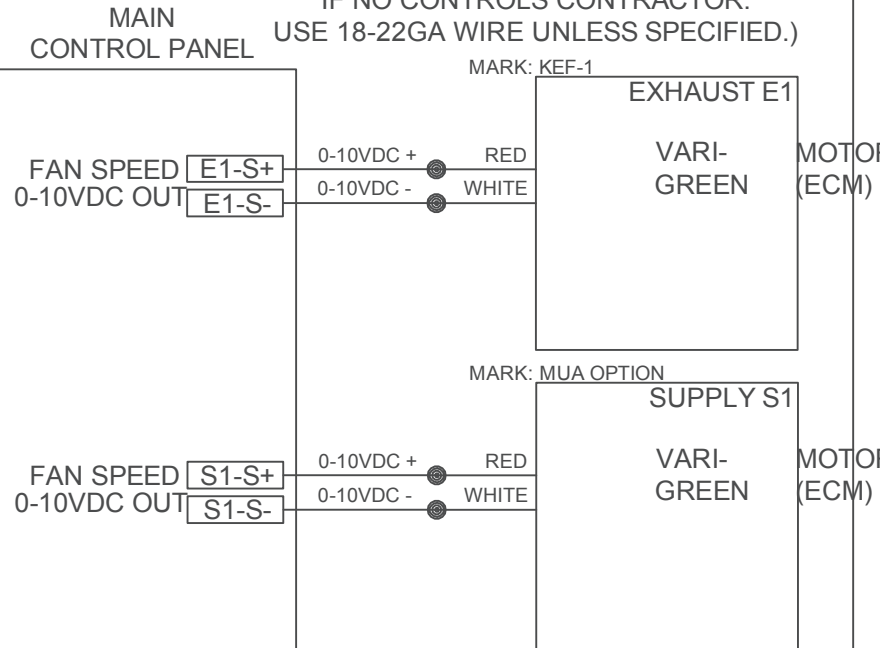 IF NO CONTROLS CONTRACTOR.
USE 18-22GA WIRE UNLESS SPECIFIED.)
MAIN
CONTROL PANEL
MARK: KEF-1
EXHAUST E1
FAN SPEED
0-10VDC OUT
E1-S+
E1-S-
0-10VDC +
0-10VDC -
RED
WHITE
VARI-
GREEN
(ECM)
MARK: MUA OPTION
SUPPLY S1
FAN SPEED
0-10VDC OUT
S1-S+
S1-S-
0-10VDC +
0-10VDC -
RED
WHITE
VARI-
GREEN
(ECM)